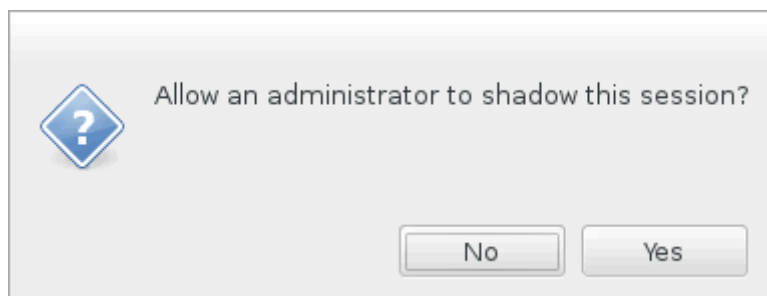 Allow an administrator to shadow this session?
No
Yes